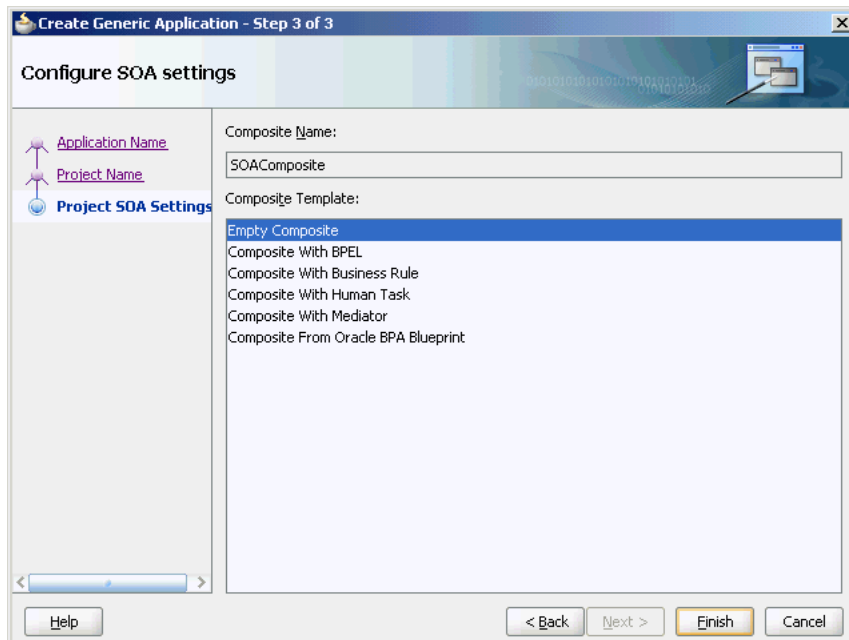 Create Generic Application - Step 3 of 3
Configure SOA settings
Application Name
Project Name
Project SOA Settings
Composite Name:
SOAComposite
Composite Template:
Empty Composite
Composite With BPEL
Composite With Business Rule
Composite With Human Task
Composite With Mediator
Composite From Oracle BPA Blueprint
Help
< Back
Next >
Finish
Cancel